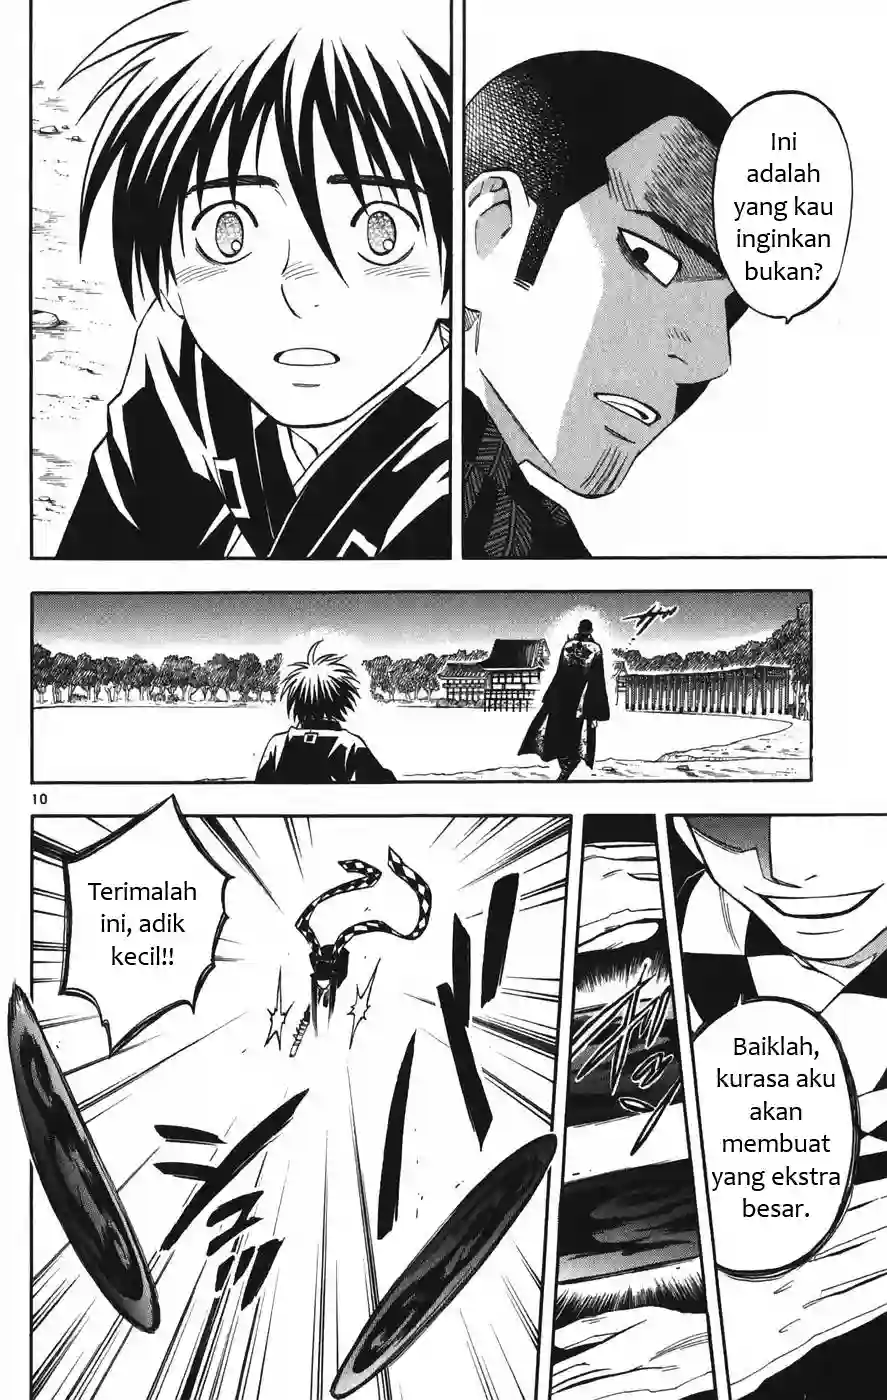 Ini
adalah
yang kau
inginkan
bukan?
10
Baiklah,
kurasa aku
akan
membuat
yang ekstra
besar.
Terimalah
ini, adik
kecil!!